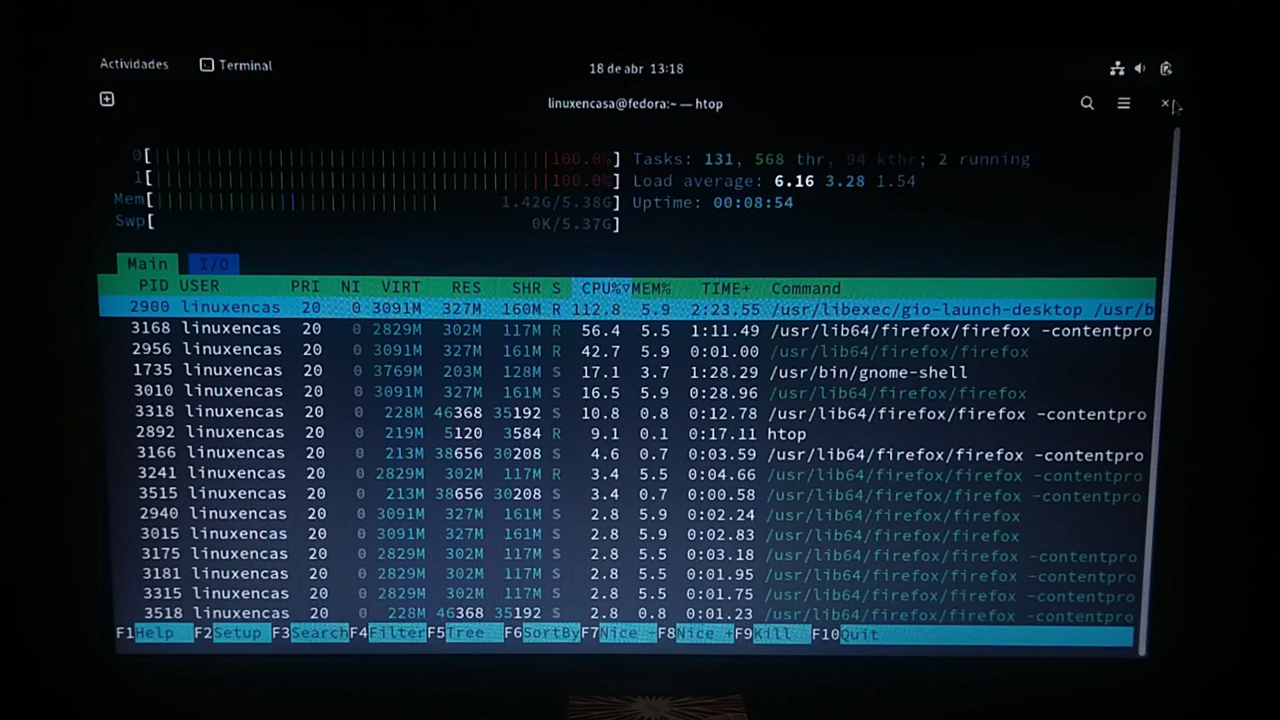 Actividades Terminal 18 de abr 13:18
linuxencasa@fedora:~ — htop
0[ 100.0%] Tasks: 131, 568 thr, 94 kthr; 2 running
1[ 100.0%] Load average: 6.16 3.28 1.54
Mem[ 1.42G/5.38G] Uptime: 00:08:54
Swp[ 0K/5.37G]
Main I/O
PID USER PRI NI VIRT RES SHR S CPU%▽MEM% TIME+ Command
2900 linuxencas 20 0 3091M 327M 160M R 112.8 5.9 2:23.55 /usr/libexec/gio-launch-desktop /usr/b
3168 linuxencas 20 0 2829M 302M 117M R 56.4 5.5 1:11.49 /usr/lib64/firefox/firefox -contentpro
2956 linuxencas 20 0 3091M 327M 161M R 42.7 5.9 0:01.00 /usr/lib64/firefox/firefox
1735 linuxencas 20 0 3769M 203M 128M S 17.1 3.7 1:28.29 /usr/bin/gnome-shell
3010 linuxencas 20 0 3091M 327M 161M S 16.5 5.9 0:28.96 /usr/lib64/firefox/firefox
3318 linuxencas 20 0 228M 46368 35192 S 10.8 0.8 0:12.78 /usr/lib64/firefox/firefox -contentpro
2892 linuxencas 20 0 219M 5120 3584 R 9.1 0.1 0:17.11 htop
3166 linuxencas 20 0 213M 38656 30208 S 4.6 0.7 0:03.59 /usr/lib64/firefox/firefox -contentpro
3241 linuxencas 20 0 2829M 302M 117M R 3.4 5.5 0:04.66 /usr/lib64/firefox/firefox -contentpro
3515 linuxencas 20 0 213M 38656 30208 S 3.4 0.7 0:00.58 /usr/lib64/firefox/firefox -contentpro
2940 linuxencas 20 0 3091M 327M 161M S 2.8 5.9 0:02.24 /usr/lib64/firefox/firefox
3015 linuxencas 20 0 3091M 327M 161M S 2.8 5.9 0:02.83 /usr/lib64/firefox/firefox
3175 linuxencas 20 0 2829M 302M 117M S 2.8 5.5 0:03.18 /usr/lib64/firefox/firefox -contentpro
3181 linuxencas 20 0 2829M 302M 117M S 2.8 5.5 0:01.95 /usr/lib64/firefox/firefox -contentpro
3315 linuxencas 20 0 2829M 302M 117M S 2.8 5.5 0:01.75 /usr/lib64/firefox/firefox -contentpro
3518 linuxencas 20 0 228M 46368 35192 S 2.8 0.8 0:01.23 /usr/lib64/firefox/firefox -contentpro
F1Help F2Setup F3SearchF4FilterF5Tree F6SortByF7Nice -F8Nice +F9Kill F10Quit